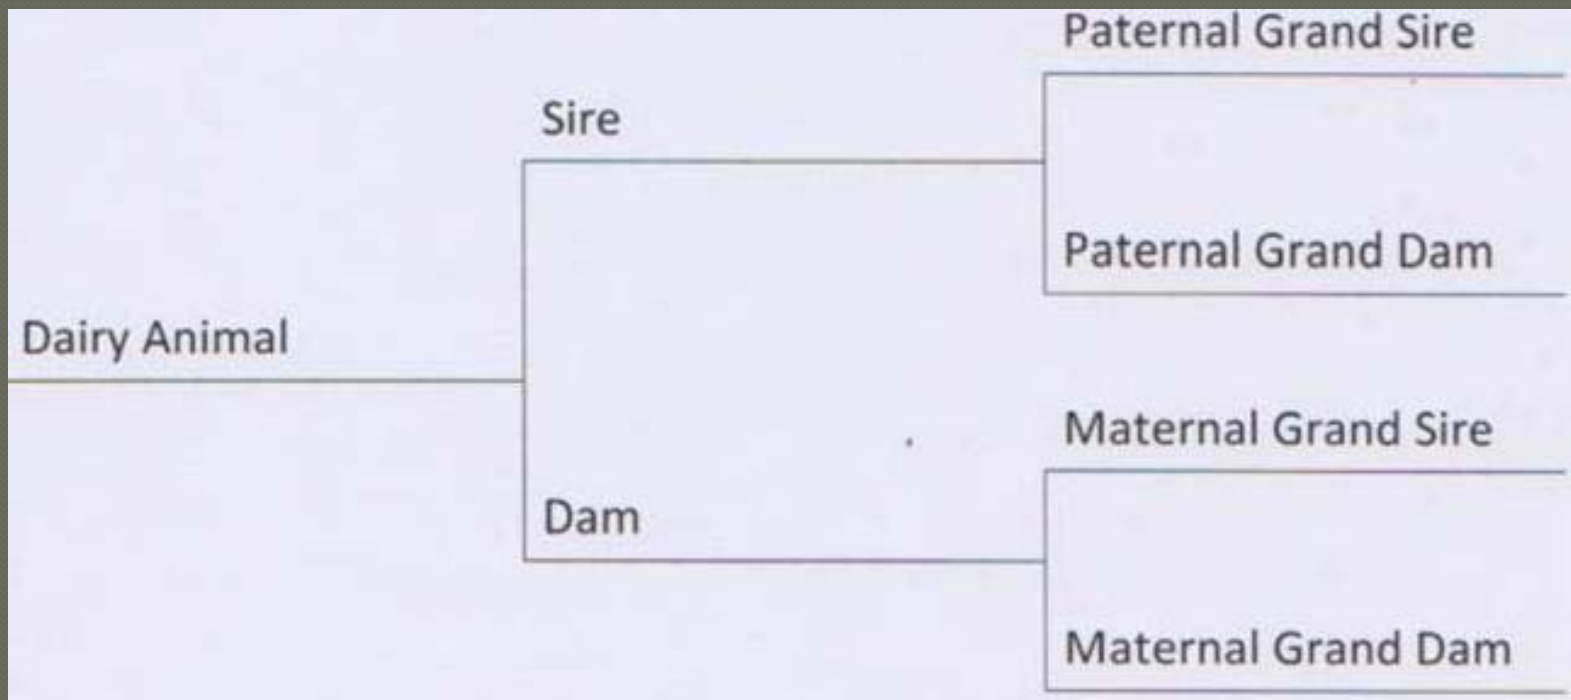 Paternal Grand Sire
Sire
Paternal Grand Dam
Dairy Animal
Maternal Grand Sire
Dam
Maternal Grand Dam